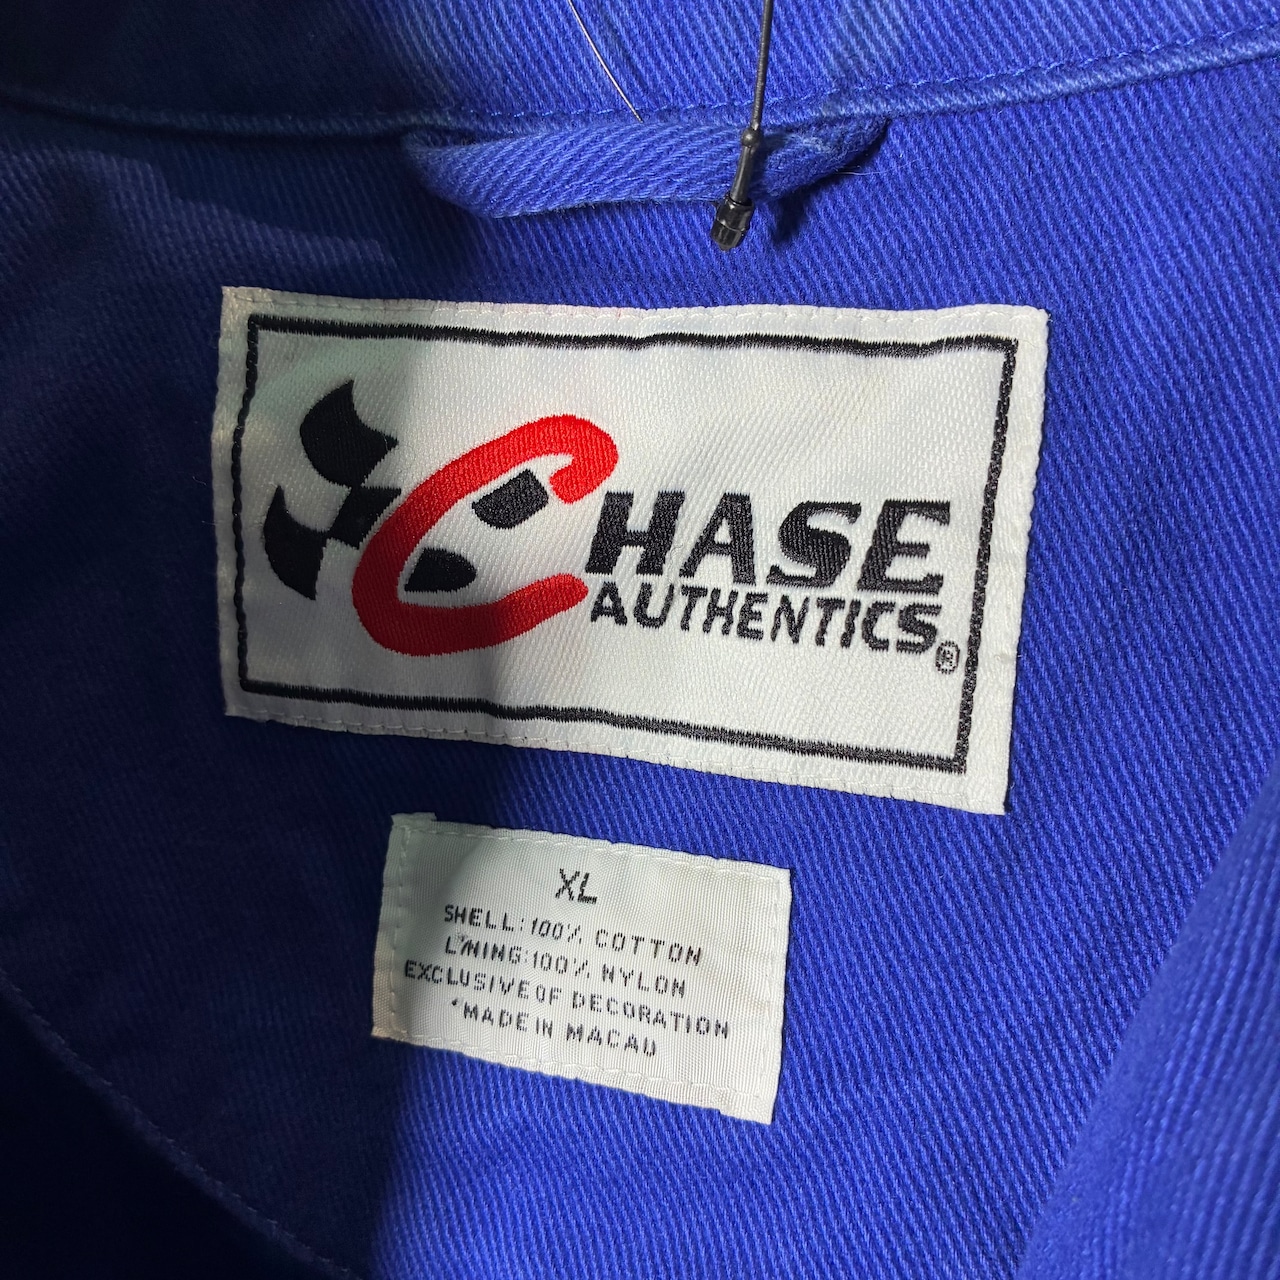 CHASE
AUTHENTICS®
XL
SHELL: 100% COTTON
LINING: 100% NYLON
EXCLUSIVE OF DECORATION
MADE IN MACAU